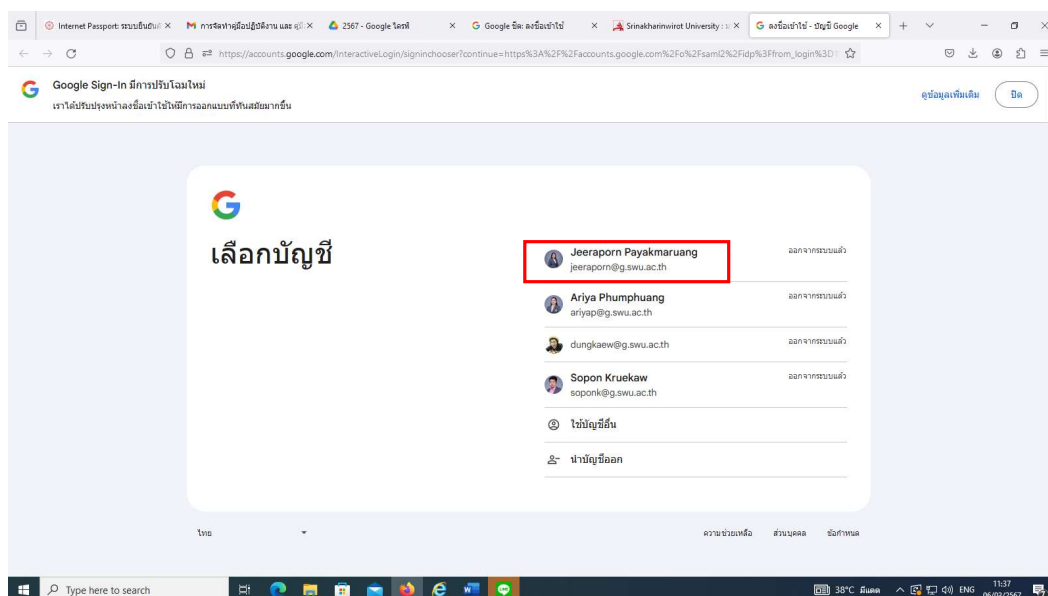 Internet Passport: ระบบยืนยันตั
การจัดทำคู่มือปฏิบัติงาน และ คู่มื
2567 - Google ไดรฟ์
Google ชีต: ลงชื่อเข้าใช้
Srinakharinwirot University : ม
ลงชื่อเข้าใช้ - บัญชี Google
https://accounts.google.com/InteractiveLogin/signinchooser?continue=https%3A%2F%2Faccounts.google.com%2Fo%2Fsaml2%2Fidp%3Ffrom_login%3D1
Google Sign-In มีการปรับโฉมใหม่
เราได้ปรับปรุงหน้าลงชื่อเข้าใช้ให้มีการออกแบบที่ทันสมัยมากขึ้น
ดูข้อมูลเพิ่มเติม
ปิด
เลือกบัญชี
Jeeraporn Payakmaruang
ออกจากระบบแล้ว
jeeraporn@g.swu.ac.th
Ariya Phumphuang
ออกจากระบบแล้ว
ariyap@g.swu.ac.th
dungkaew@g.swu.ac.th
ออกจากระบบแล้ว
Sopon Kruekaw
ออกจากระบบแล้ว
soponk@g.swu.ac.th
ใช้บัญชีอื่น
นำบัญชีออก
ไทย
ความช่วยเหลือ
ส่วนบุคคล
ข้อกำหนด
Type here to search
38°C มีแดด
ENG
11:37
06/03/2567